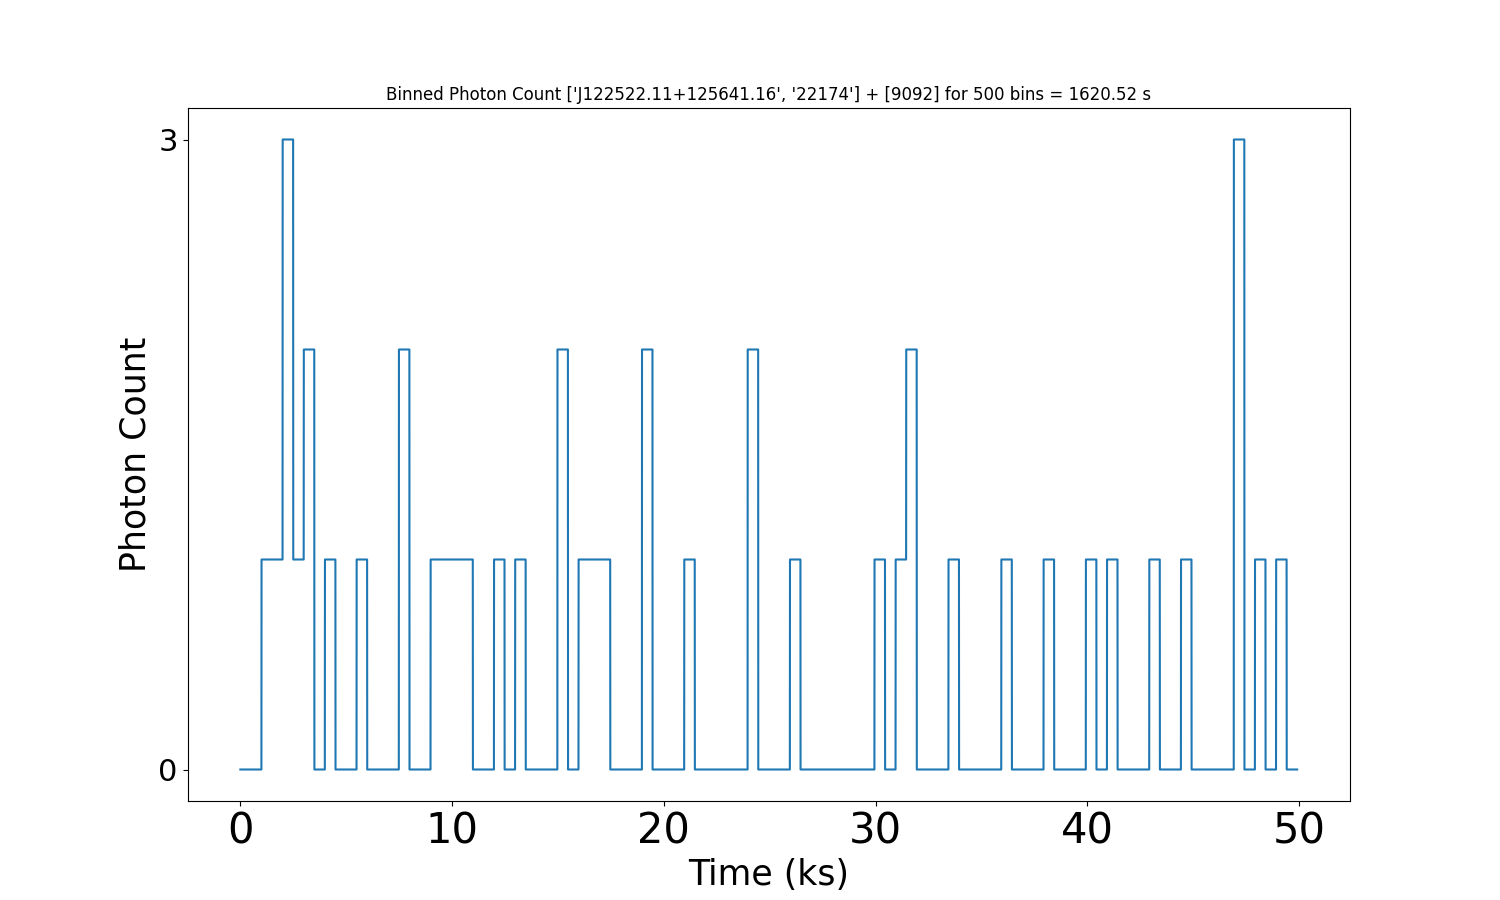 Binned Photon Count ['J122522.11+125641.16', '22174'] + [9092] for 500 bins = 1620.52 s
3
Photon Count
0
0 10 20 30 40 50
Time (ks)